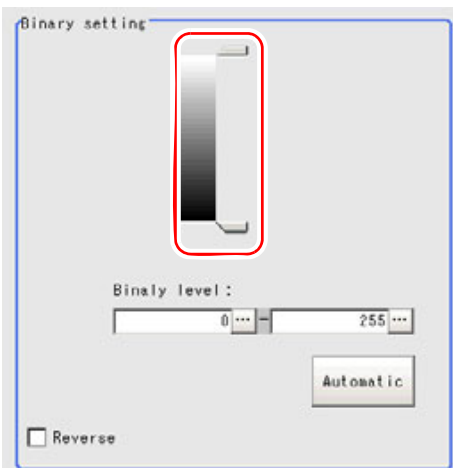 Binary setting
Binaly level:
0 ... - 255 ...
Automatic
Reverse